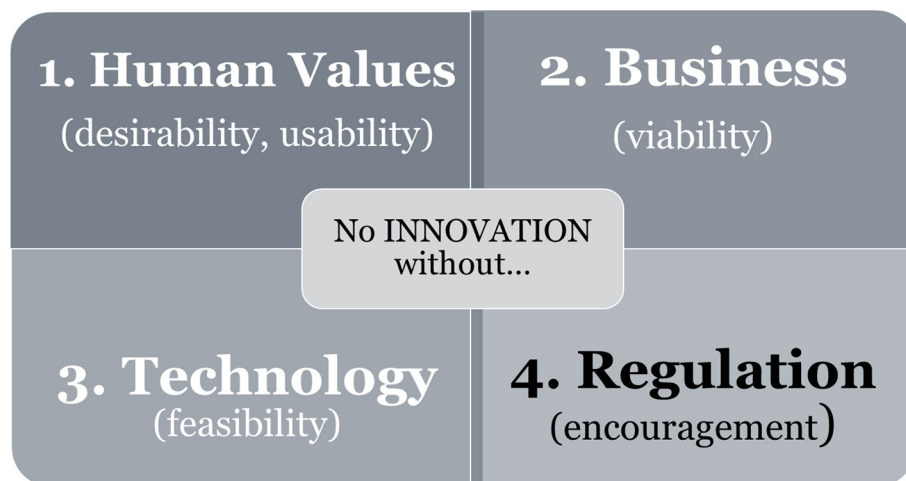 1. Human Values
(desirability, usability)
2. Business
(viability)
No INNOVATION
without...
3. Technology
(feasibility)
4. Regulation
(encouragement)